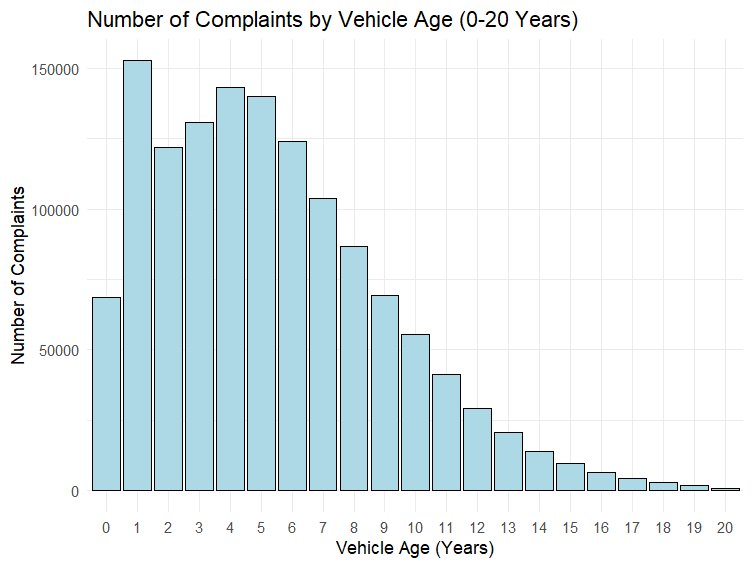 Number of Complaints by Vehicle Age (0-20 Years)
Number of Complaints
150000
100000
50000
0
0 1 2 3 4 5 6 7 8 9 10 11 12 13 14 15 16 17 18 19 20
Vehicle Age (Years)